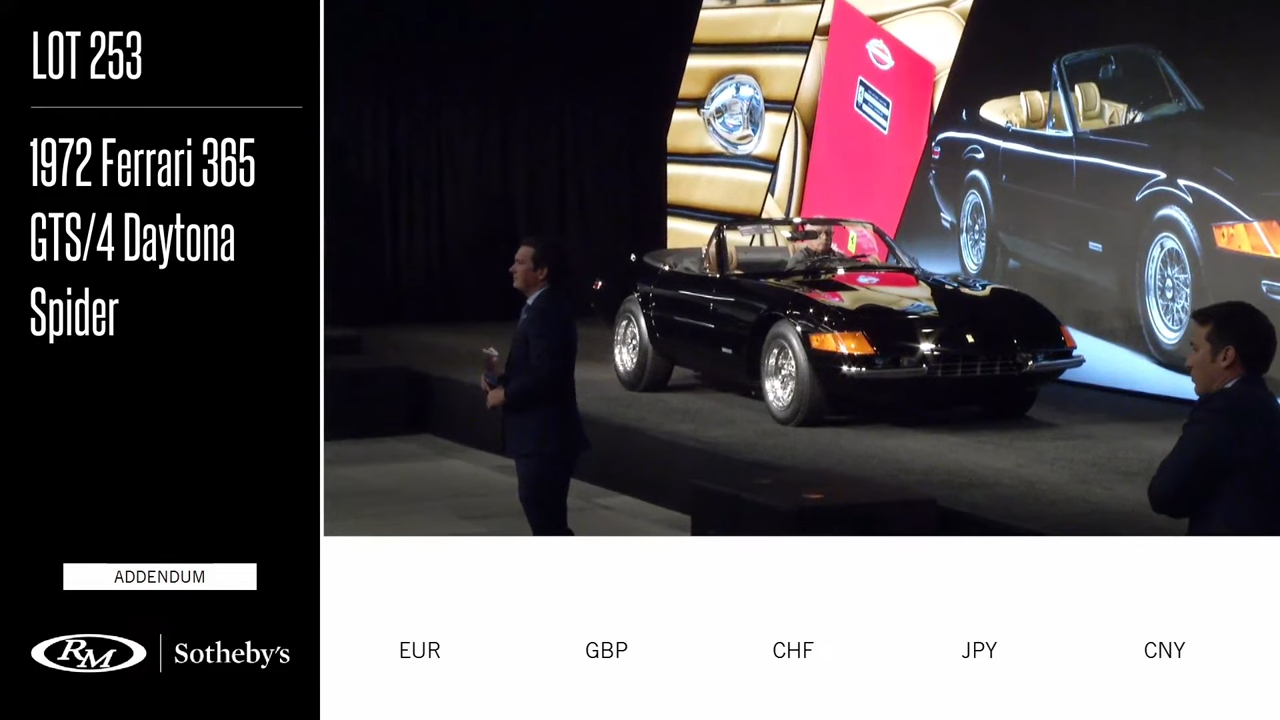 LOT 253
1972 Ferrari 365
GTS/4 Daytona
Spider
ADDENDUM
RM Sotheby's
EUR GBP CHF JPY CNY